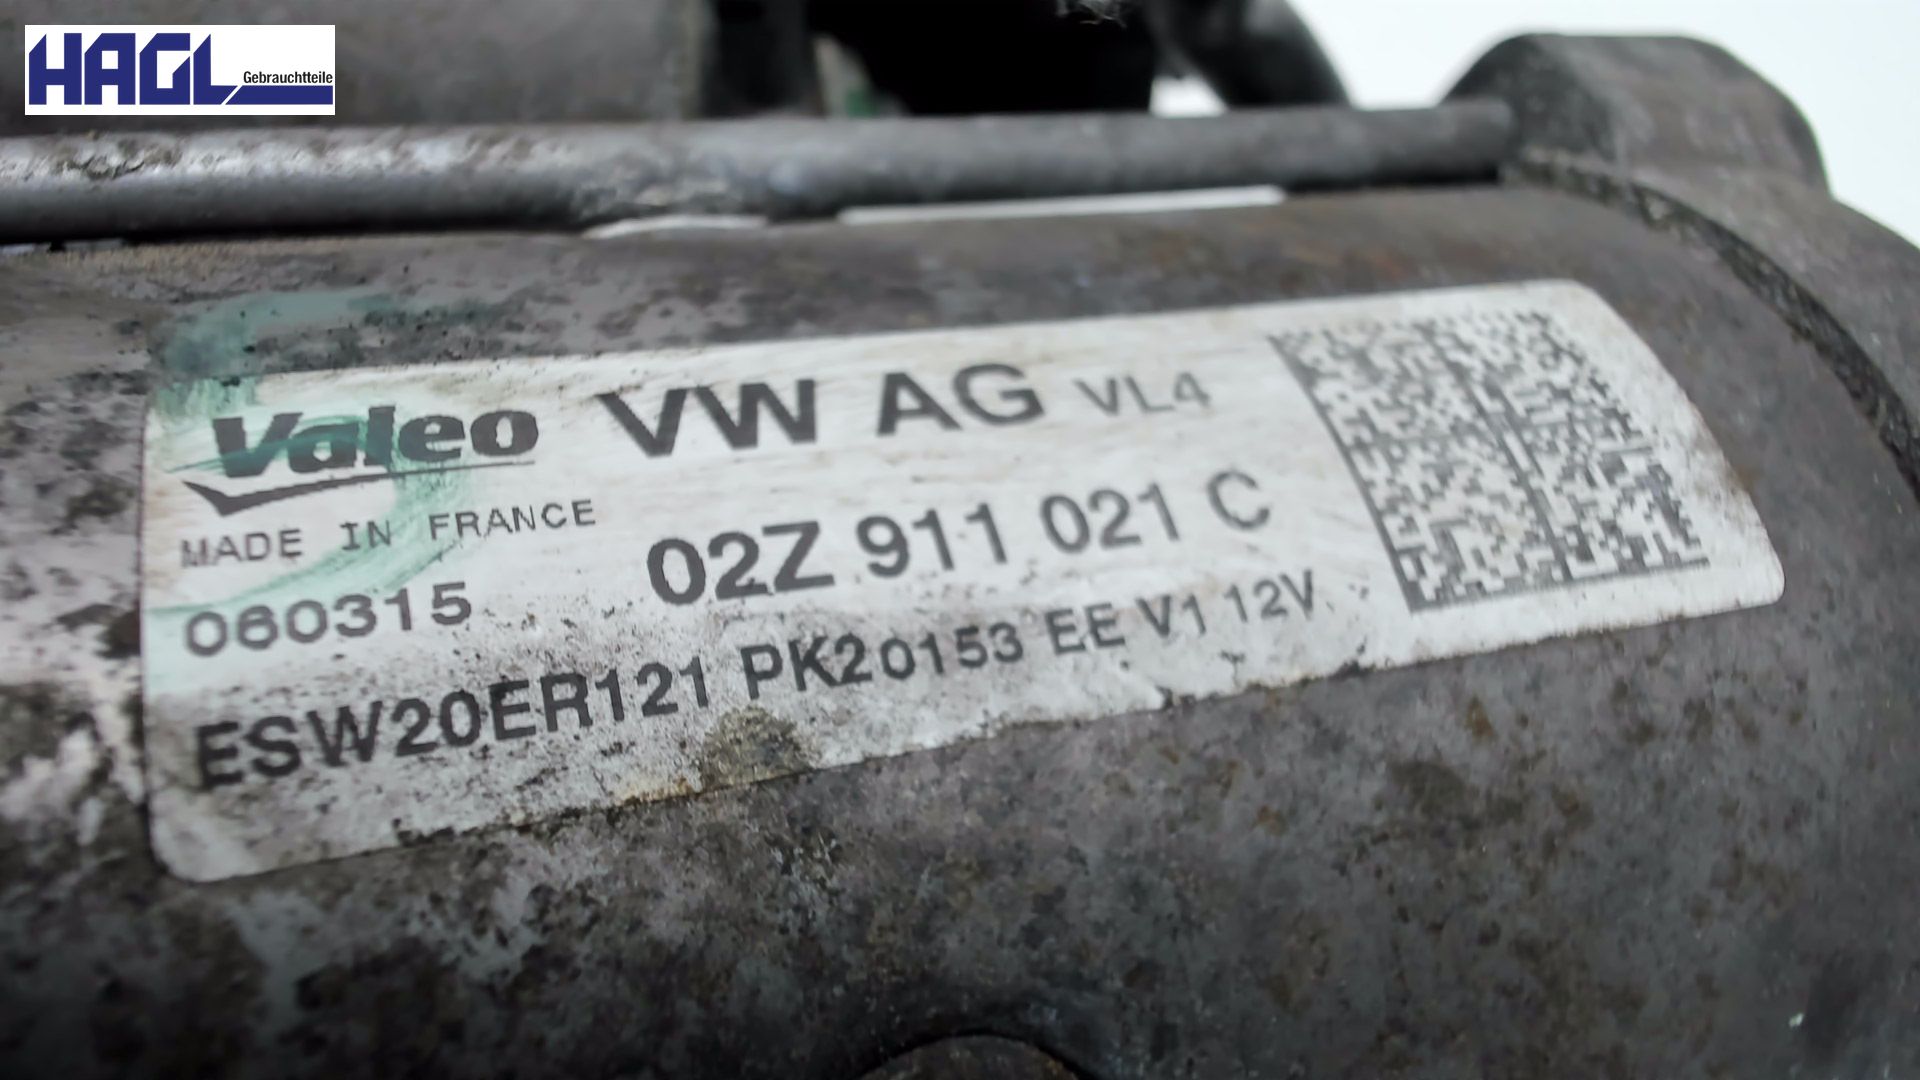 HAGL
Gebrauchtteile
Valeo VW AG VL4
MADE IN FRANCE
02Z 911 021 C
060315
ESW20ER121 PK20153 EE V1 12V